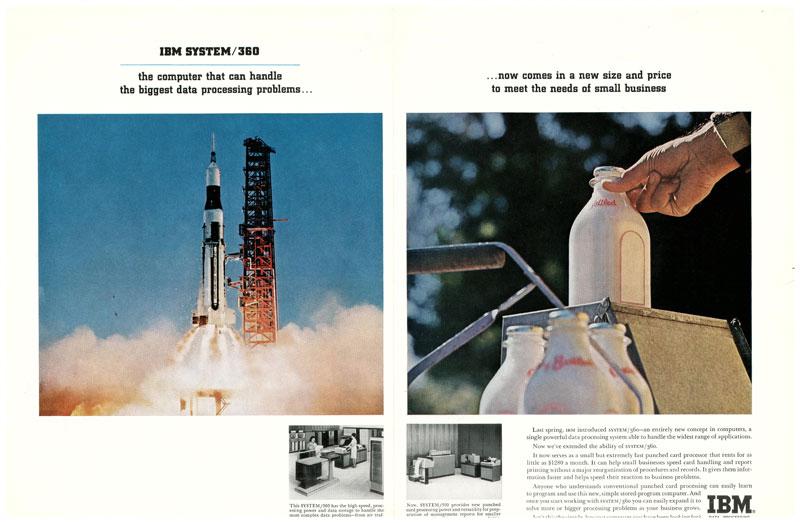 IBM SYSTEM/360
the computer that can handle
the biggest data processing problems...
...now comes in a new size and price
to meet the needs of small business
Bottled
Last spring, IBM introduced SYSTEM/360—an entirely new concept in computers, a
single powerful data processing system able to handle the widest range of applications.
Now we've extended the ability of SYSTEM/360.
It now serves as a small but extremely fast punched card processor that rents for as
little as $1280 a month. It can help small businesses speed card handling and report
printing without a major reorganization of procedures and records. It gives them infor-
mation faster and helps speed their reaction to business problems.
Anyone who understands conventional punched card processing can easily learn
to program and use this new, simple stored-program computer. And
once you start working with SYSTEM/360 you can easily expand it to
solve more or bigger processing problems as your business grows.
This SYSTEM/360 has the high speed, proc-
essing power and data storage to handle the
most complex data problems—from air traf-
Now, SYSTEM/360 provides new punched
card processing power and versatility for prep-
aration of management reports for smaller
IBM
DATA PROCESSING